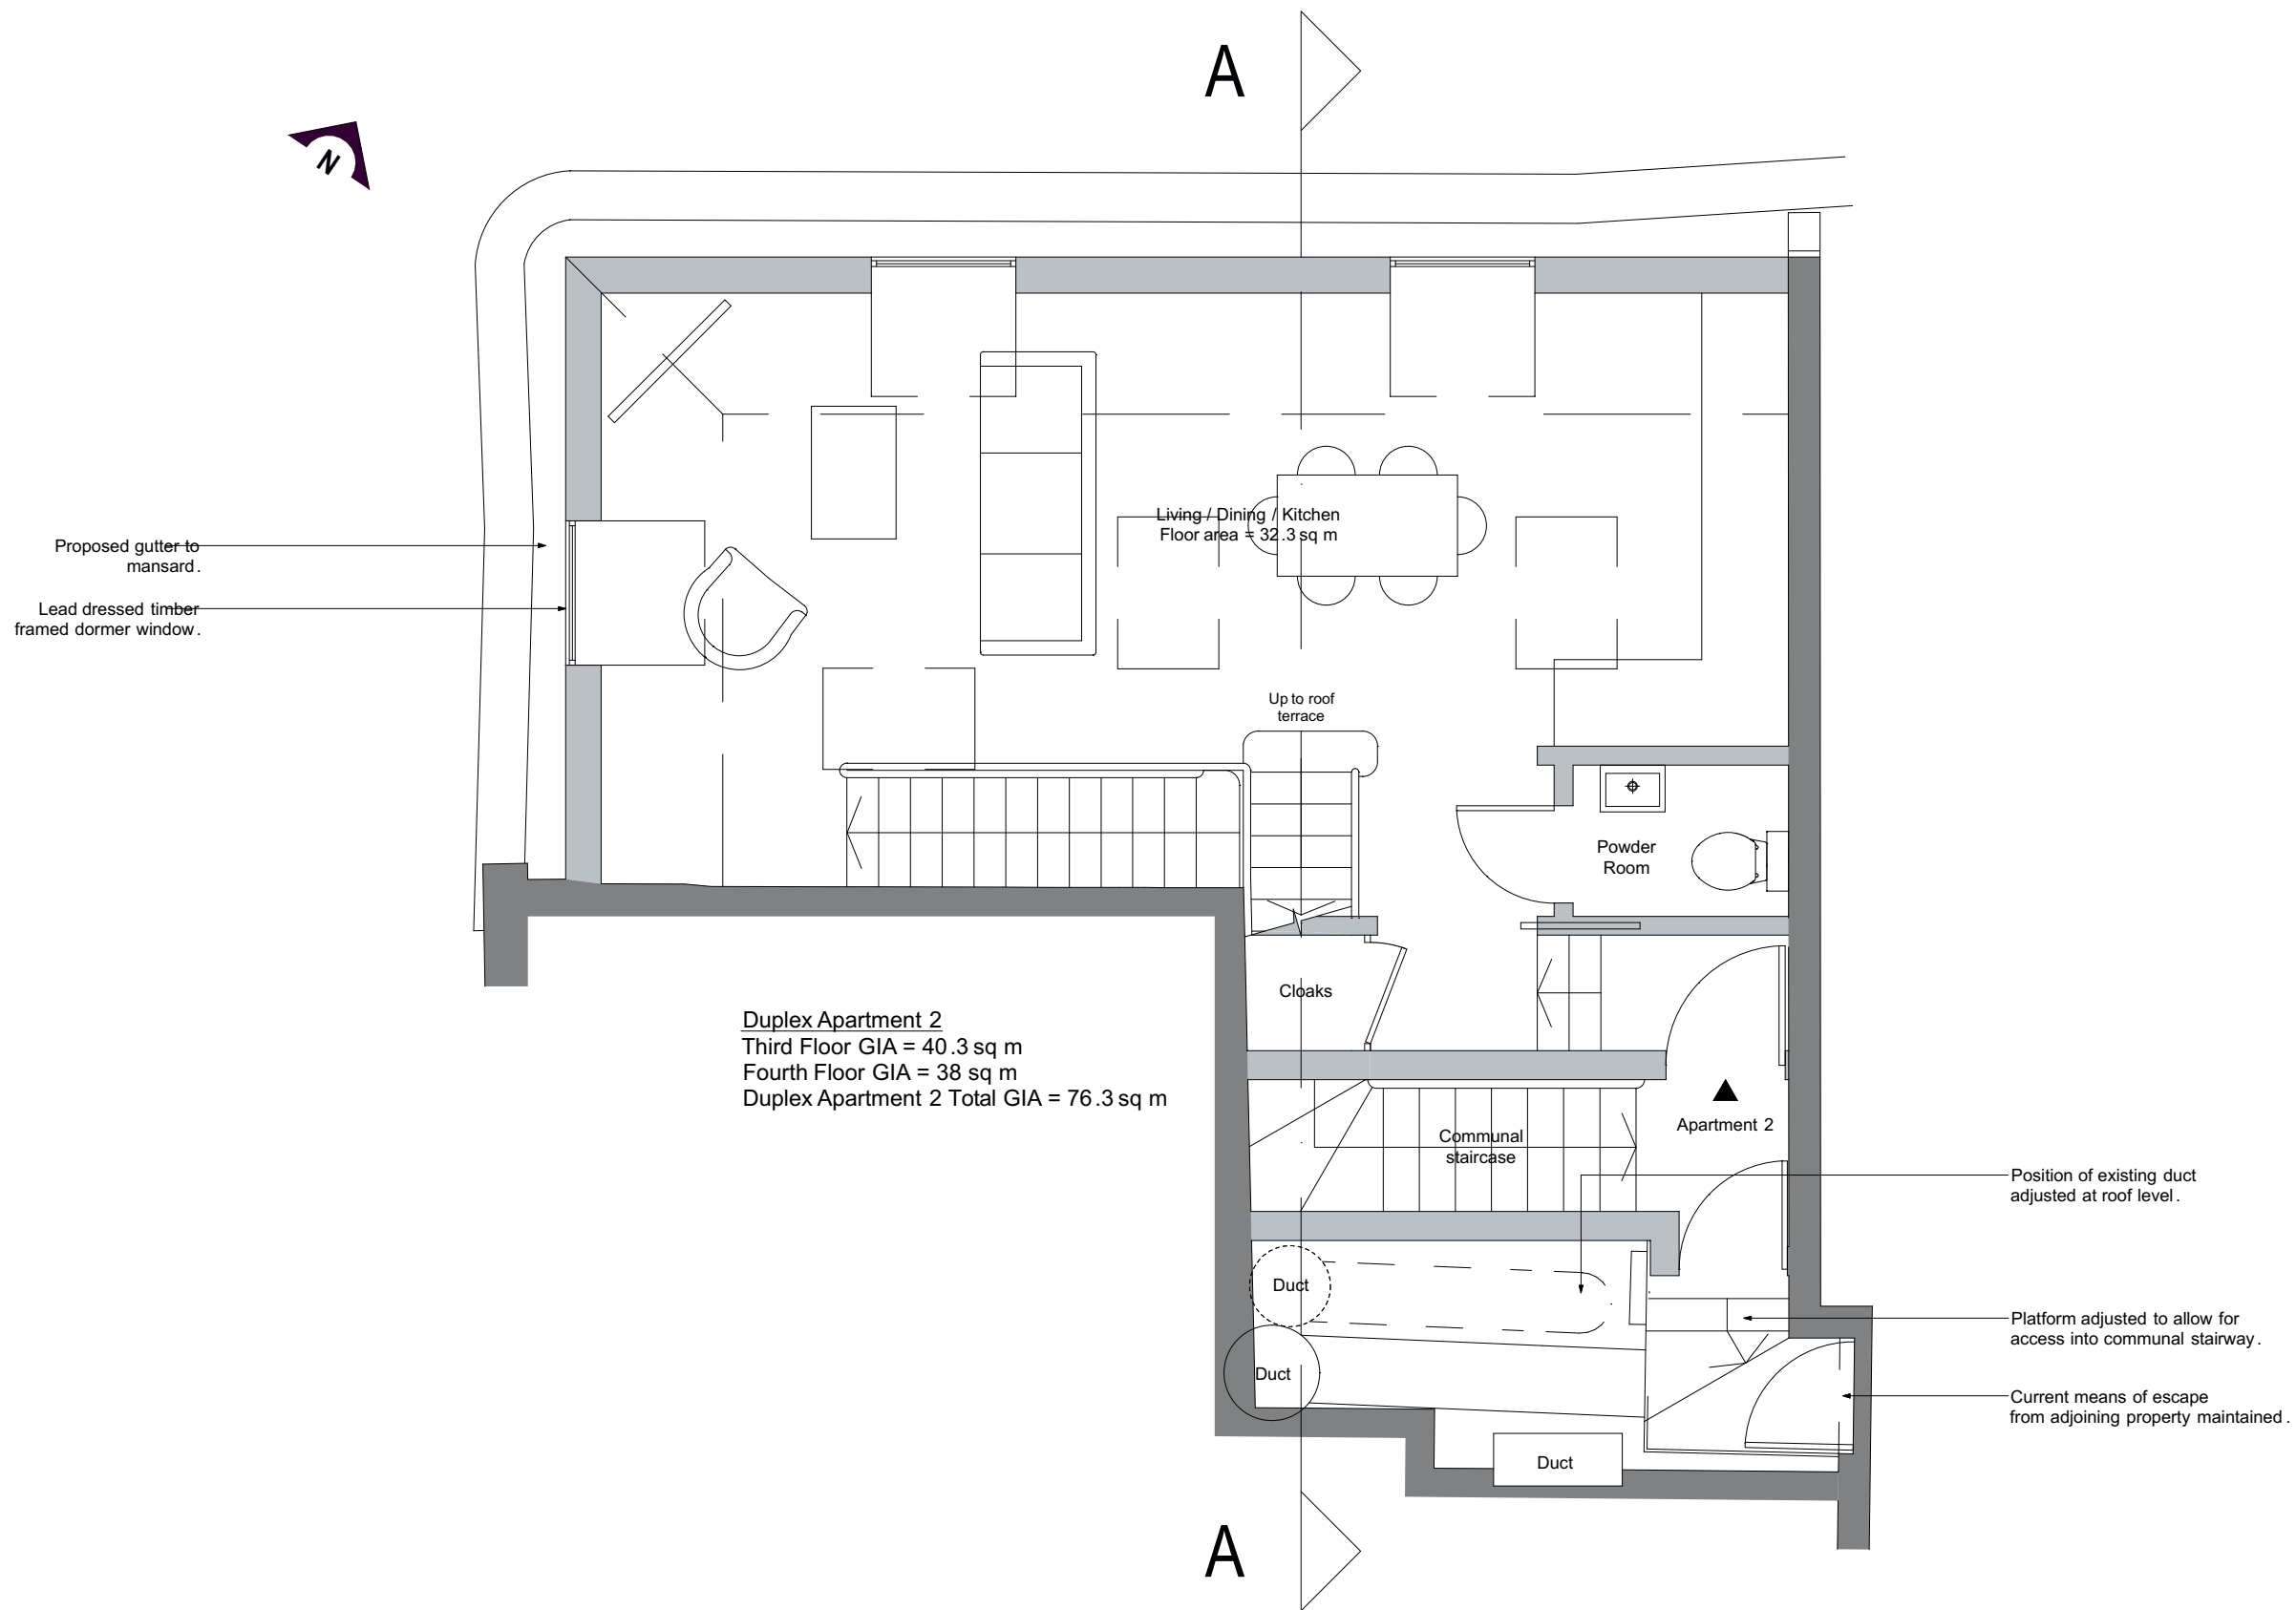 A
N
Living / Dining / Kitchen
Floor area = 32.3 sq m
Proposed gutter to
mansard.
Lead dressed timber
framed dormer window.
Up to roof
terrace
Powder
Room
Cloaks
Duplex Apartment 2
Third Floor GIA = 40.3 sq m
Fourth Floor GIA = 38 sq m
Duplex Apartment 2 Total GIA = 76.3 sq m
Apartment 2
Communal
staircase
Position of existing duct
adjusted at roof level.
Duct
Platform adjusted to allow for
access into communal stairway.
Duct
Current means of escape
from adjoining property maintained.
Duct
A